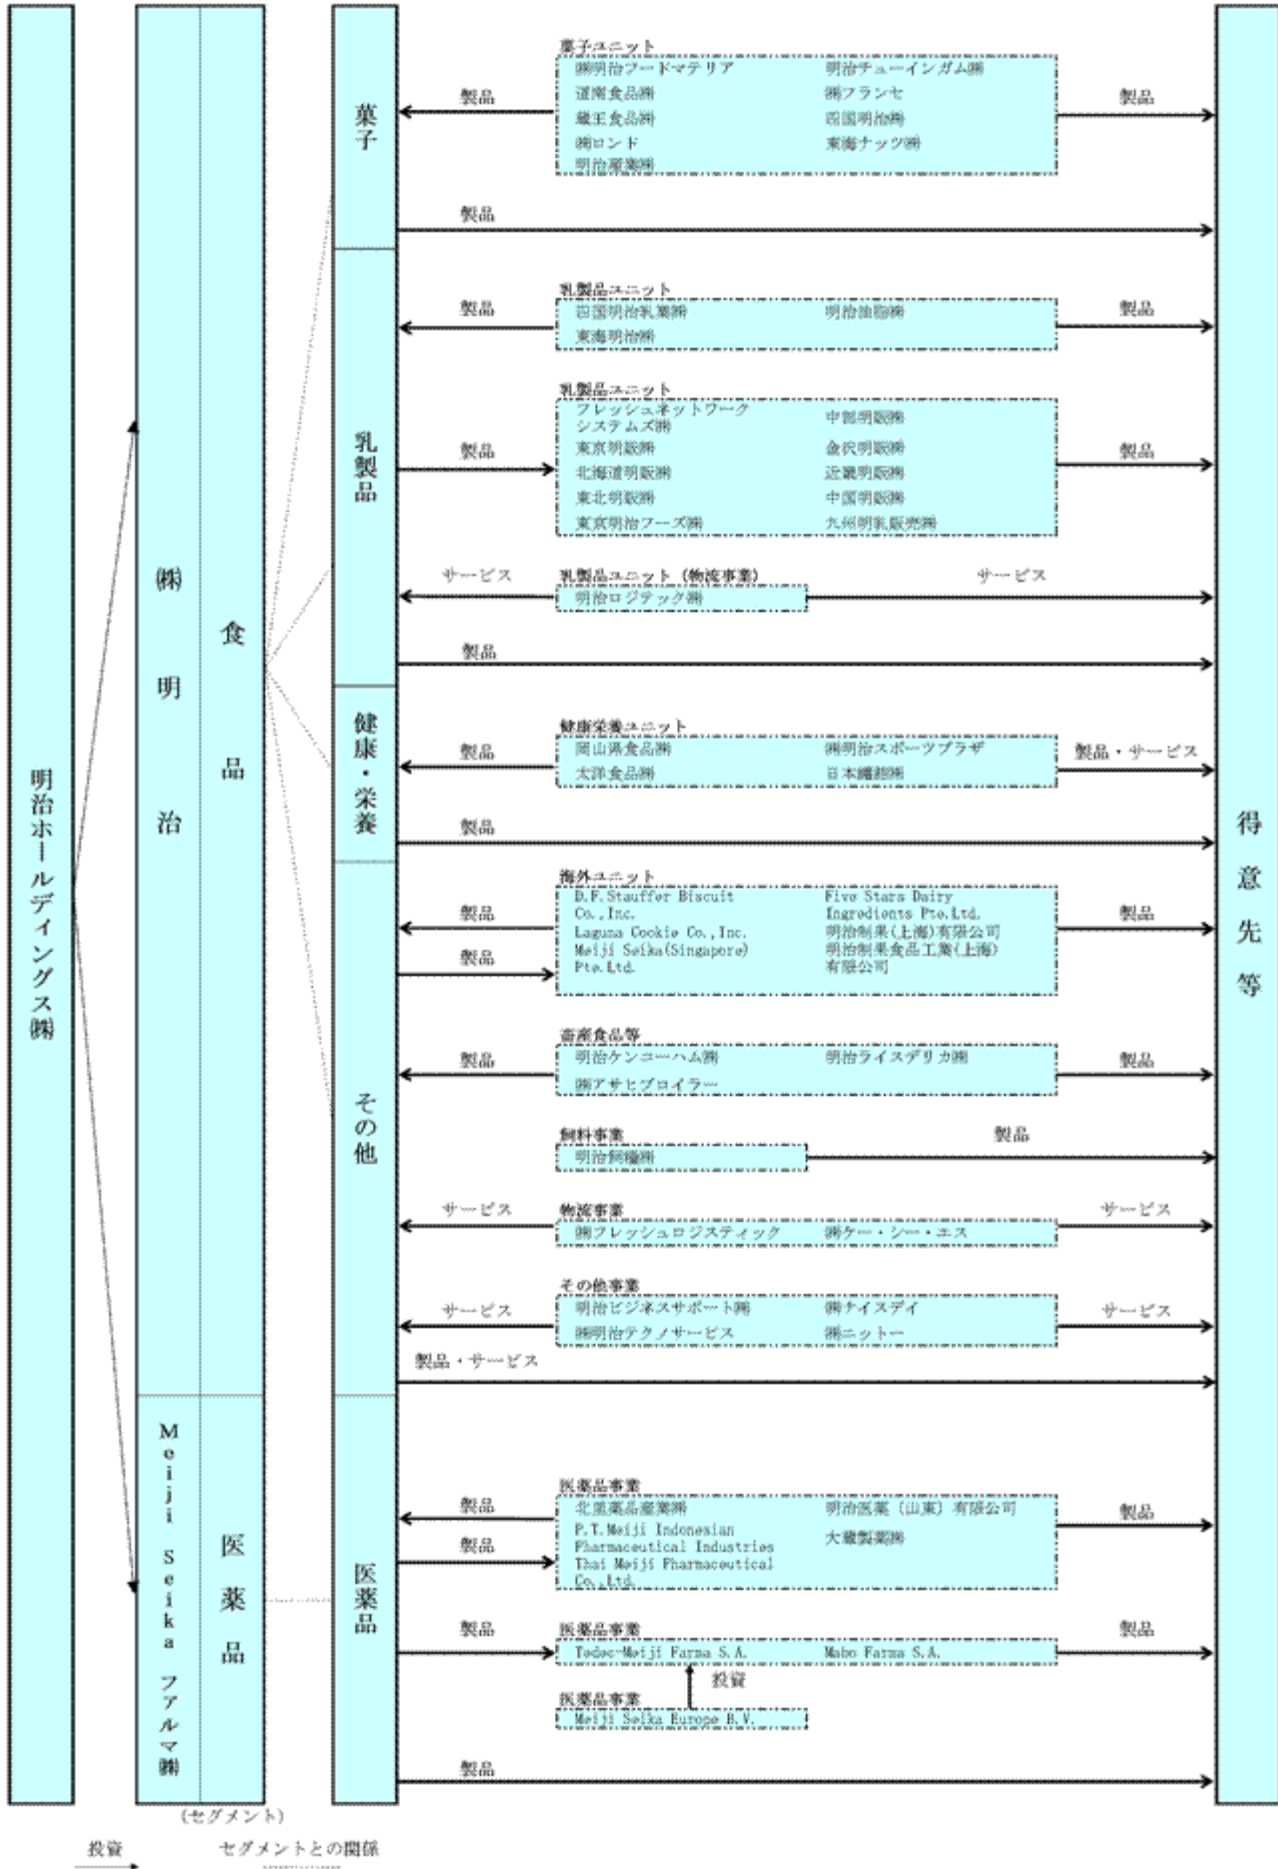 明治ホールディングス㈱
㈱明治
食品
Meiji Seika ファルマ㈱
医薬品
菓子
乳製品
健康・栄養
その他
医薬品
得意先等
菓子ユニット
㈱明治フードマテリア 明治チューインガム㈱
道南食品㈱ ㈱フランセ
蔵王食品㈱ 四国明治㈱
㈱ロンド 東海ナッツ㈱
明治産業㈱
製品 製品
製品
乳製品ユニット
四国明治乳業㈱ 明治油脂㈱
東海明治㈱
製品 製品
乳製品ユニット
フレッシュネットワーク
システムズ㈱ 中部明販㈱
東京明販㈱ 金沢明販㈱
北海道明販㈱ 近畿明販㈱
東北明販㈱ 中国明販㈱
東京明治フーズ㈱ 九州明乳販売㈱
製品 製品
乳製品ユニット（物流事業）
明治ロジテック㈱
サービス サービス
製品
健康栄養ユニット
岡山県食品㈱ ㈱明治スポーツプラザ
太洋食品㈱ 日本罐詰㈱
製品 製品・サービス
製品
海外ユニット
D.F.Stauffer Biscuit Five Stars Dairy
Co.,Inc. Ingredients Pte.Ltd.
Laguna Cookie Co.,Inc. 明治制果(上海)有限公司
Meiji Seika(Singapore) 明治制果食品工業(上海)
Pte.Ltd. 有限公司
製品 製品
製品
畜産食品等
明治ケンコーハム㈱ 明治ライスデリカ㈱
㈱アサヒブロイラー
製品 製品
飼料事業
明治飼糧㈱
製品
物流事業
㈱フレッシュロジスティック ㈱ケー・シー・エス
サービス サービス
その他事業
明治ビジネスサポート㈱ ㈱ナイスデイ
㈱明治テクノサービス ㈱ニットー
サービス サービス
製品・サービス
医薬品事業
北里薬品産業㈱ 明治医薬（山東）有限公司
P.T.Meiji Indonesian
Pharmaceutical Industries 大蔵製薬㈱
Thai Meiji Pharmaceutical
Co.,Ltd.
製品 製品
製品
医薬品事業
Tedec-Meiji Farma S.A. Mabo Farma S.A.
製品 製品
投資
医薬品事業
Meiji Seika Europe B.V.
製品
(セグメント)
投資 セグメントとの関係